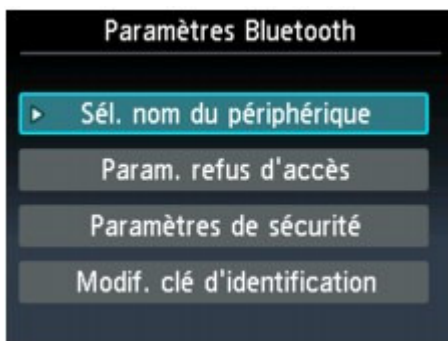 Paramètres Bluetooth
Sél. nom du périphérique
Param. refus d'accès
Paramètres de sécurité
Modif. clé d'identification